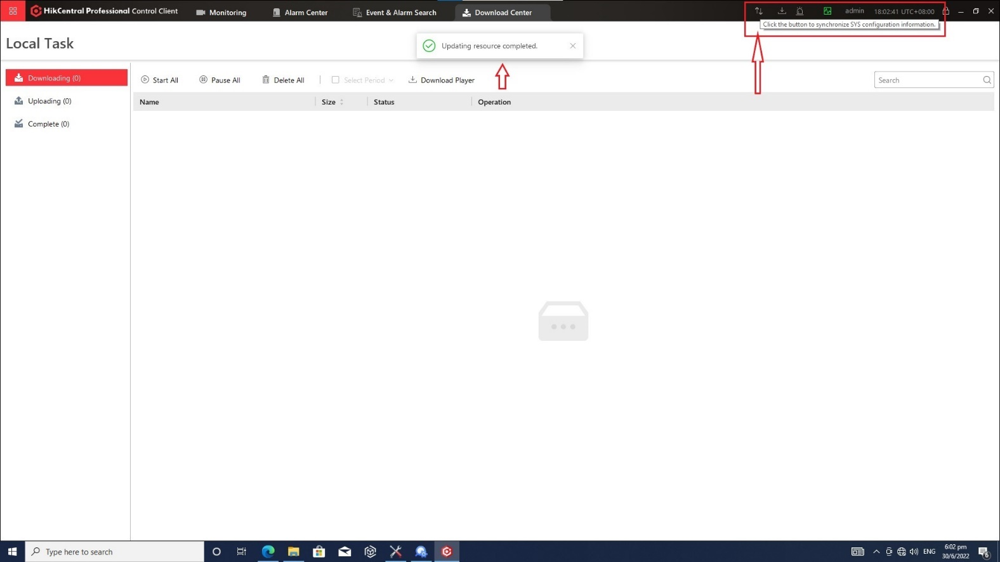 HikCentral Professional Control Client
Monitoring
Alarm Center
Event & Alarm Search
Download Center
admin
18:02:41 UTC+08:00
Click the button to synchronize SYS configuration information.
Local Task
Updating resource completed.
Downloading (0)
Uploading (0)
Complete (0)
Start All
Pause All
Delete All
Select Period
Download Player
Search
Name
Size
Status
Operation
Type here to search
ENG
6:02 pm
30/6/2022
6